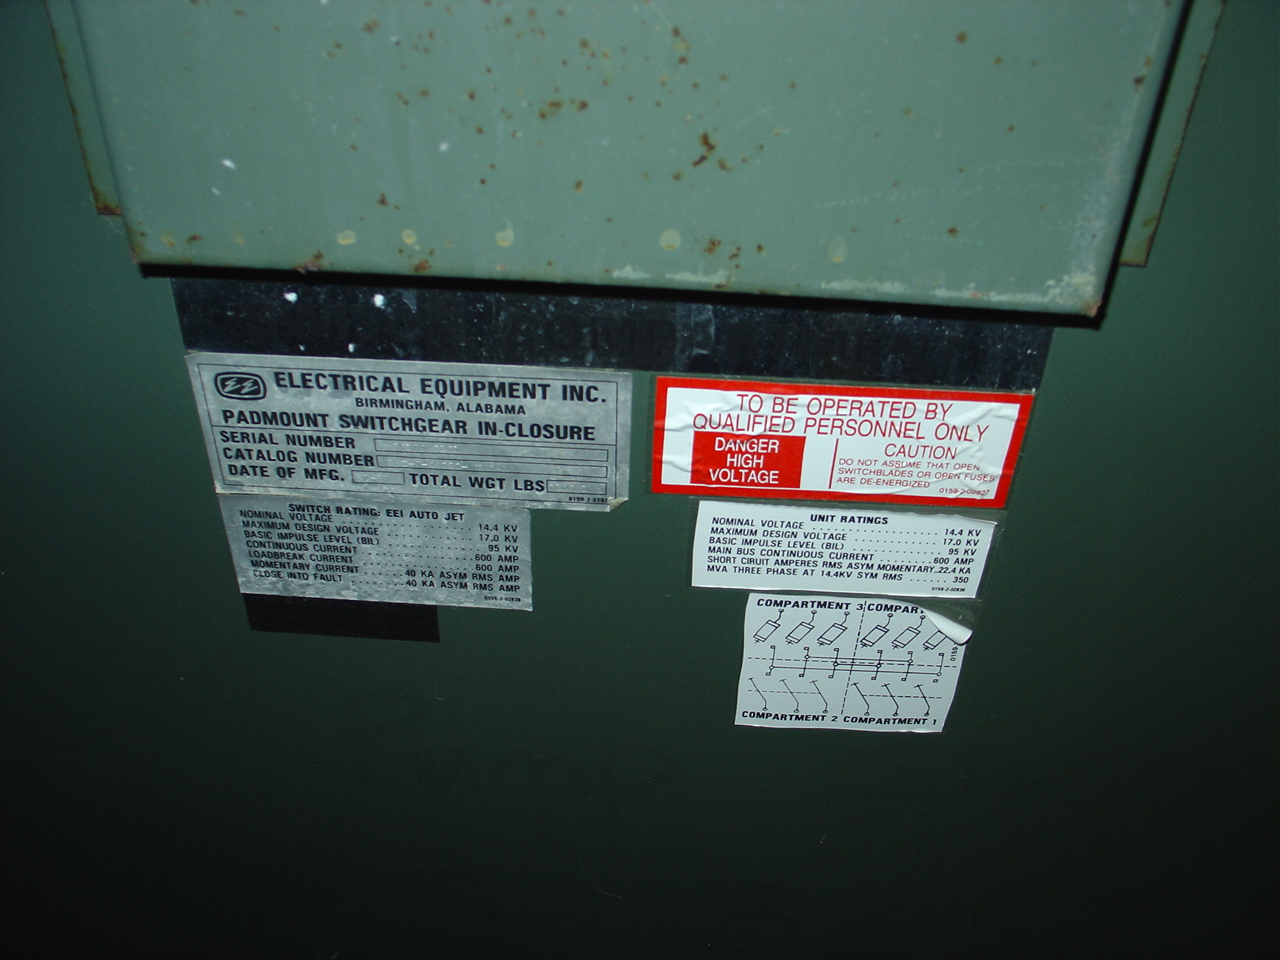 EE ELECTRICAL EQUIPMENT INC.
BIRMINGHAM, ALABAMA
PADMOUNT SWITCHGEAR IN-CLOSURE
SERIAL NUMBER
CATALOG NUMBER
DATE OF MFG. TOTAL WGT LBS
SWITCH RATING: EEI AUTO JET
NOMINAL VOLTAGE 14.4 KV
MAXIMUM DESIGN VOLTAGE 17.0 KV
BASIC IMPULSE LEVEL (BIL) 95 KV
CONTINUOUS CURRENT 600 AMP
LOADBREAK CURRENT 600 AMP
MOMENTARY CURRENT 40 KA ASYM RMS AMP
CLOSE INTO FAULT 40 KA ASYM RMS AMP
TO BE OPERATED BY
QUALIFIED PERSONNEL ONLY
DANGER
HIGH
VOLTAGE
CAUTION
DO NOT ASSUME THAT OPEN
SWITCHBLADES OR OPEN FUSES
ARE DE-ENERGIZED
0159-2-02827
UNIT RATINGS
NOMINAL VOLTAGE 14.4 KV
MAXIMUM DESIGN VOLTAGE 17.0 KV
BASIC IMPULSE LEVEL (BIL) 95 KV
MAIN BUS CONTINUOUS CURRENT 600 AMP
SHORT CIRUIT AMPERES RMS ASYM MOMENTARY 22.4 KA
MVA THREE PHASE AT 14.4KV SYM RMS 350
COMPARTMENT 3 COMPAR
0159
COMPARTMENT 2 COMPARTMENT 1
Pump